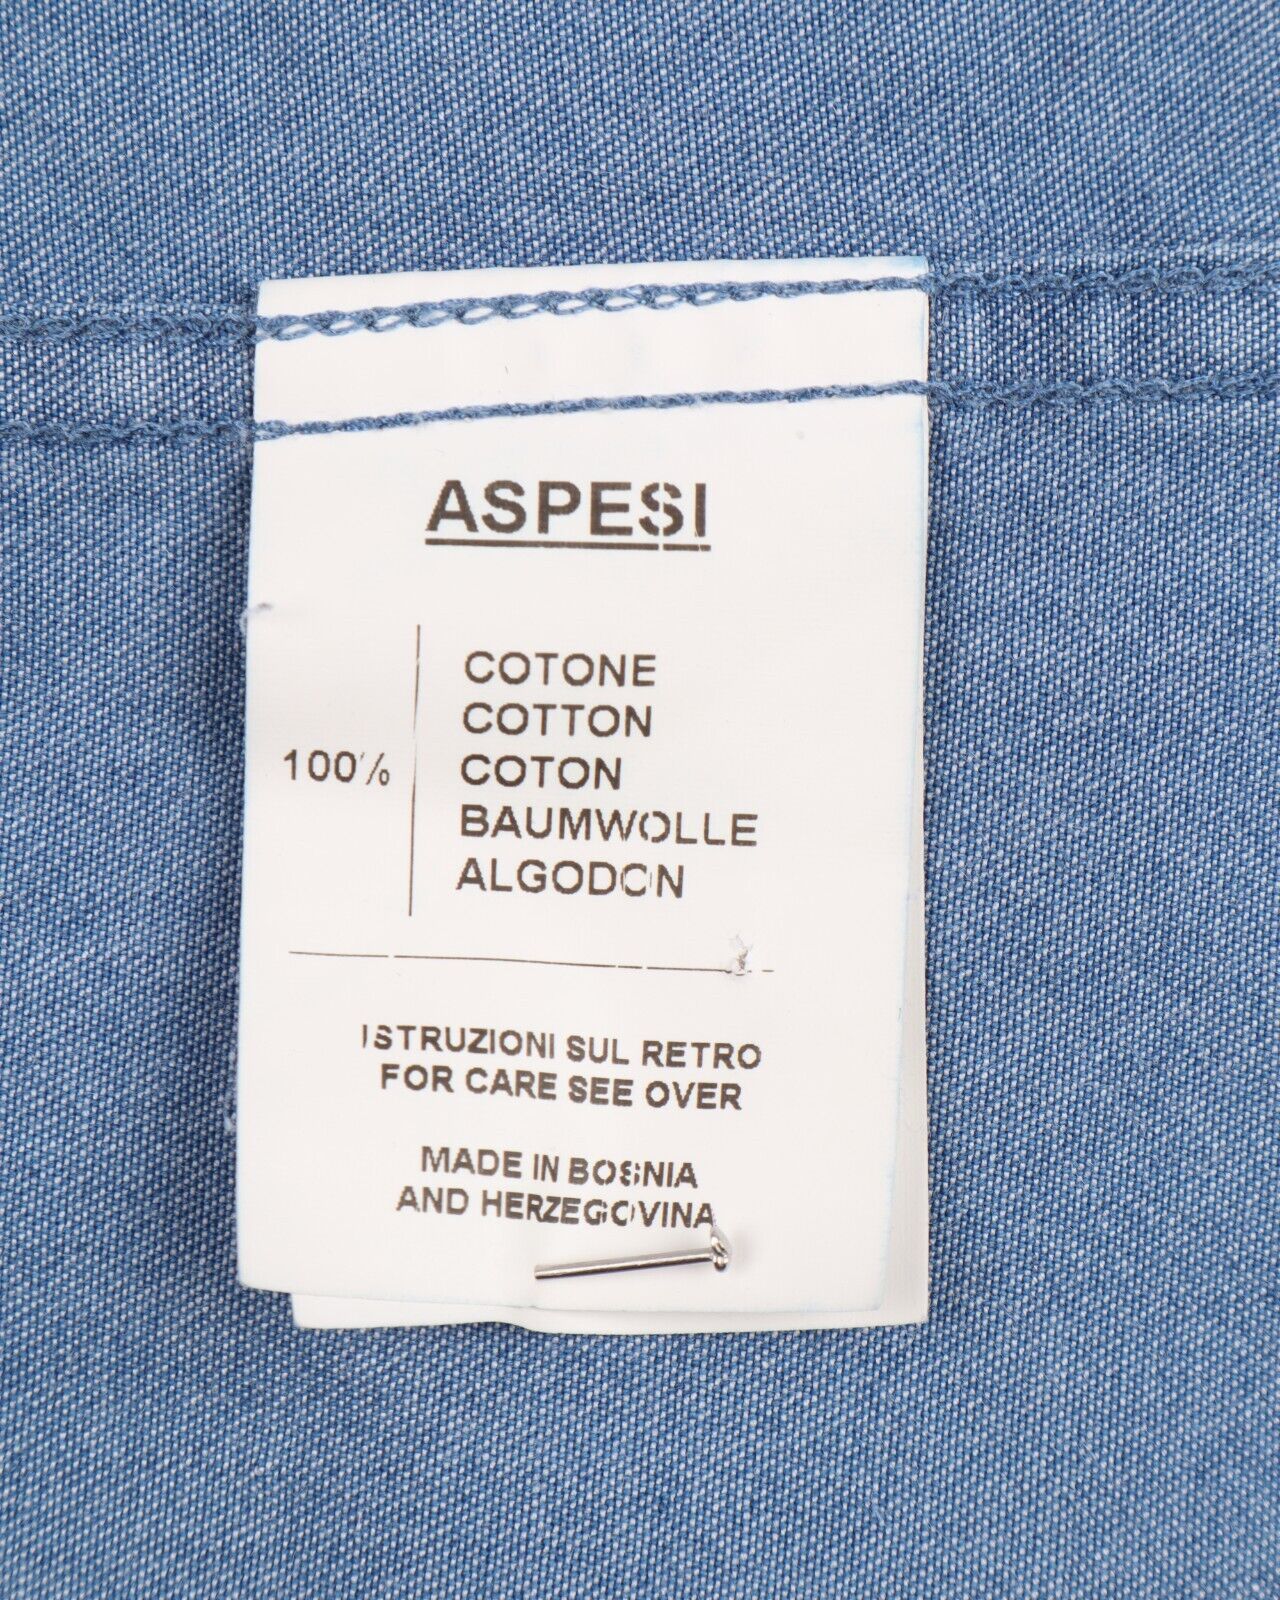 ASPESI
COTONE
COTTON
100% COTON
BAUMWOLLE
ALGODON
ISTRUZIONI SUL RETRO
FOR CARE SEE OVER
MADE IN BOSNIA
AND HERZEGOVINA